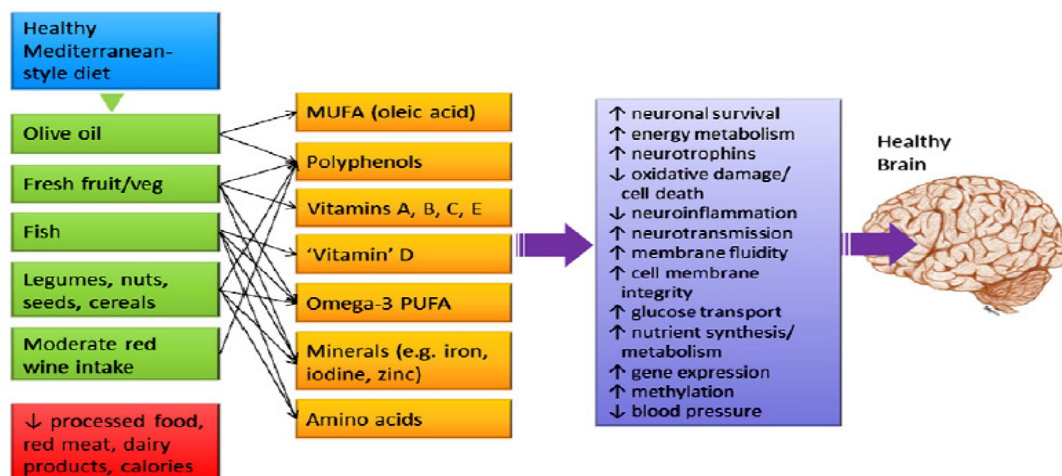 Healthy
Mediterranean-
style diet
Olive oil
Fresh fruit/veg
Fish
Legumes, nuts,
seeds, cereals
Moderate red
wine intake
↓ processed food,
red meat, dairy
products, calories
MUFA (oleic acid)
Polyphenols
Vitamins A, B, C, E
‘Vitamin’ D
Omega-3 PUFA
Minerals (e.g. iron,
iodine, zinc)
Amino acids
↑ neuronal survival
↑ energy metabolism
↑ neurotrophins
↓ oxidative damage/
cell death
↓ neuroinflammation
↑ neurotransmission
↑ membrane fluidity
↑ cell membrane
integrity
↑ glucose transport
↑ nutrient synthesis/
metabolism
↑ gene expression
↑ methylation
↓ blood pressure
Healthy
Brain